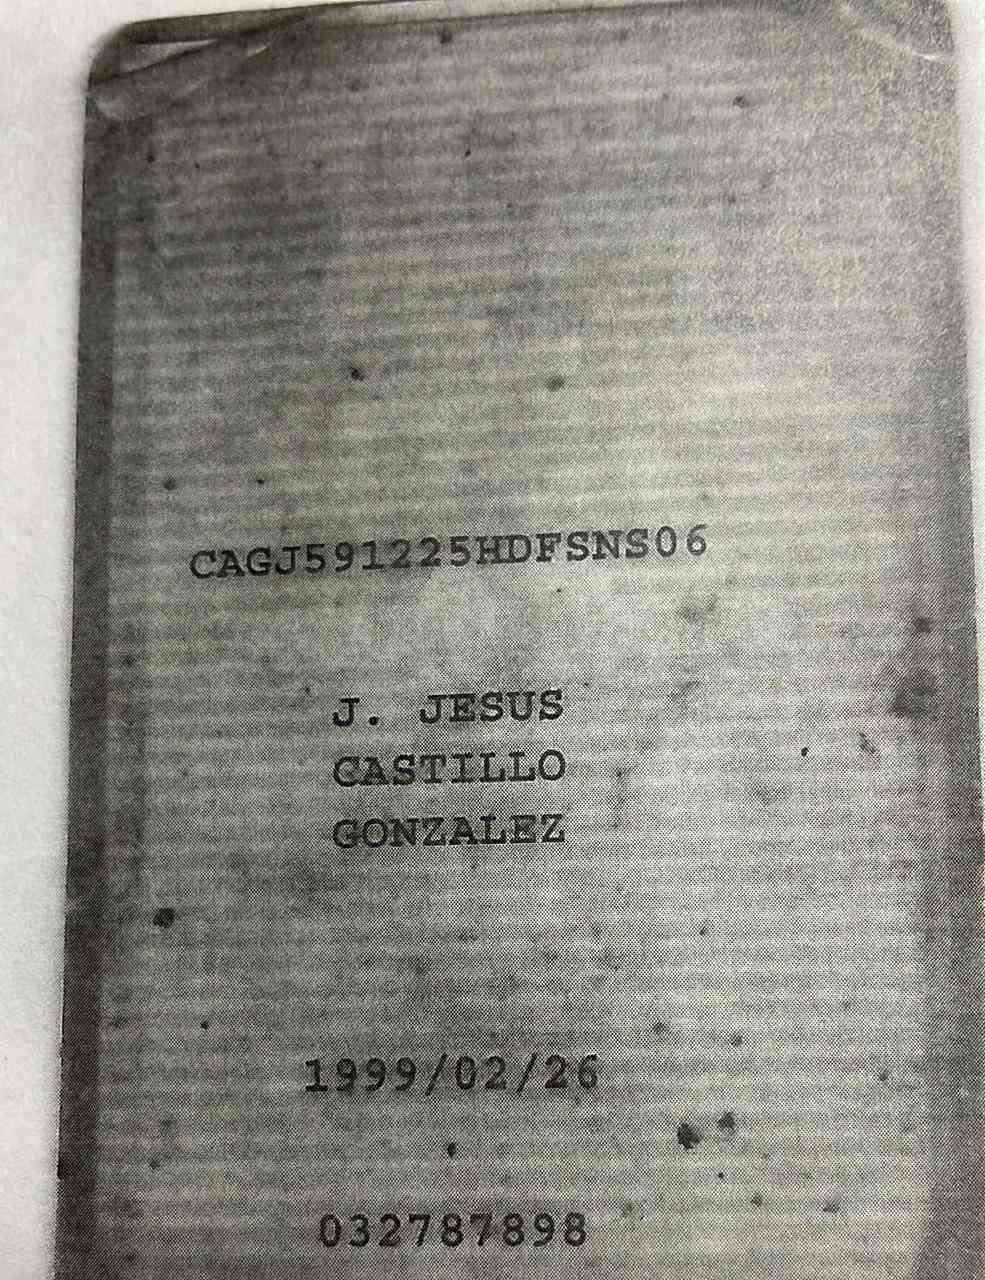 CAGJ591225HDFSNS06
J. JESUS
CASTILLO
GONZALEZ
1999/02/26
032787898